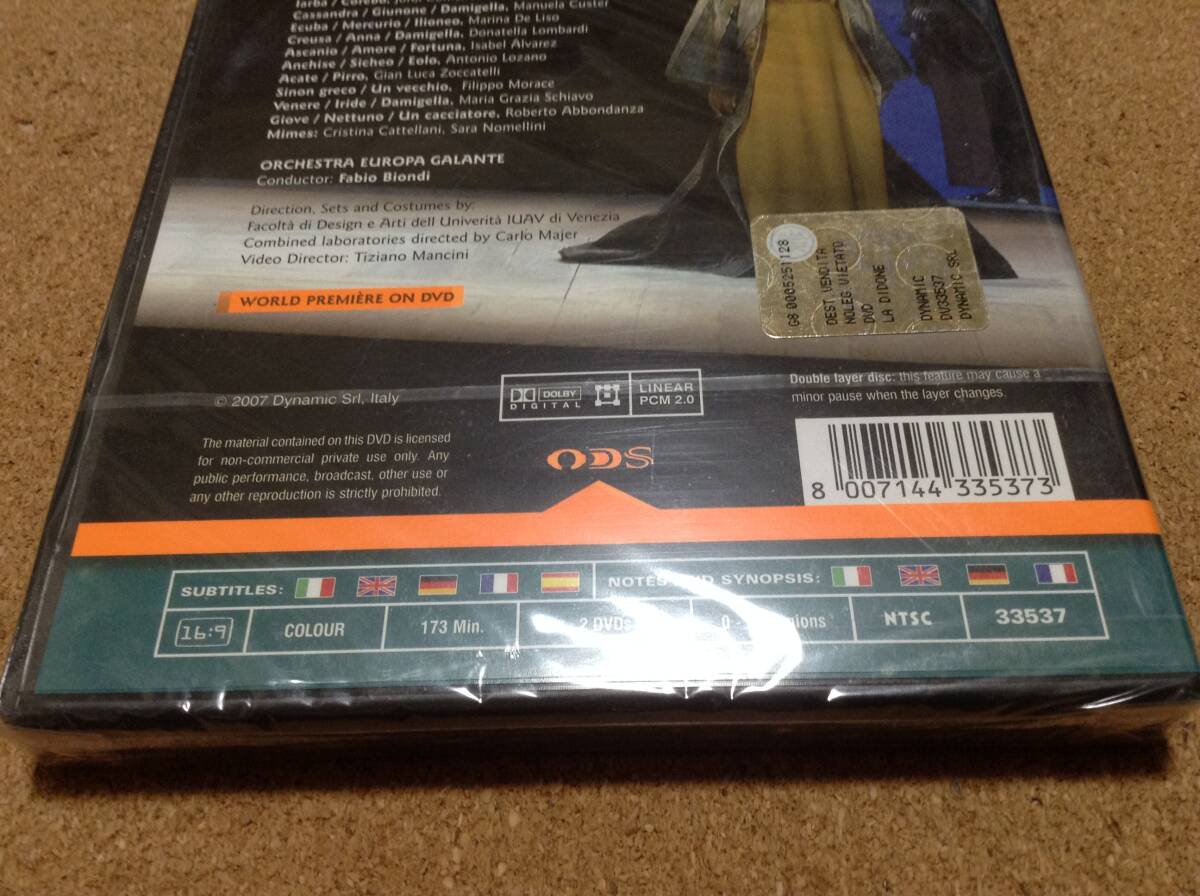 Iarba / Corebo,
Cassandra / Giunone / Damigella, Manuela Custer
Ecuba / Mercurio / Ilioneo, Marina De Liso
Creusa / Anna / Damigella, Donatella Lombardi
Ascanio / Amore / Fortuna, Isabel Álvarez
Anchise / Sicheo / Eolo, Antonio Lozano
Acate / Pirro, Gian Luca Zoccatelli
Sinon greco / Un vecchio, Filippo Morace
Venere / Iride / Damigella, Maria Grazia Schiavo
Giove / Nettuno / Un cacciatore, Roberto Abbondanza
Mimes: Cristina Cattellani, Sara Nomellini
ORCHESTRA EUROPA GALANTE
Conductor: Fabio Biondi
Direction, Sets and Costumes by:
Facoltà di Design e Arti dell Univerità IUAV di Venezia
Combined laboratories directed by Carlo Majer
Video Director: Tiziano Mancini
WORLD PREMIÈRE ON DVD
G8 0005251128
DEST.VENDITA
NOLEG.VIETATO
DVD
LA DIDONE
DYNAMIC
DV33537
DYNAMIC SRL
© 2007 Dynamic Srl, Italy
DOLBY
DIGITAL
LINEAR
PCM 2.0
Double layer disc: this feature may cause a
minor pause when the layer changes.
The material contained on this DVD is licensed
for non-commercial private use only. Any
public performance, broadcast, other use or
any other reproduction is strictly prohibited.
ODS
8 007144 335373
SUBTITLES:
NOTES AND SYNOPSIS:
16:9
COLOUR
173 Min.
2 DVDs
0 -
NTSC
33537